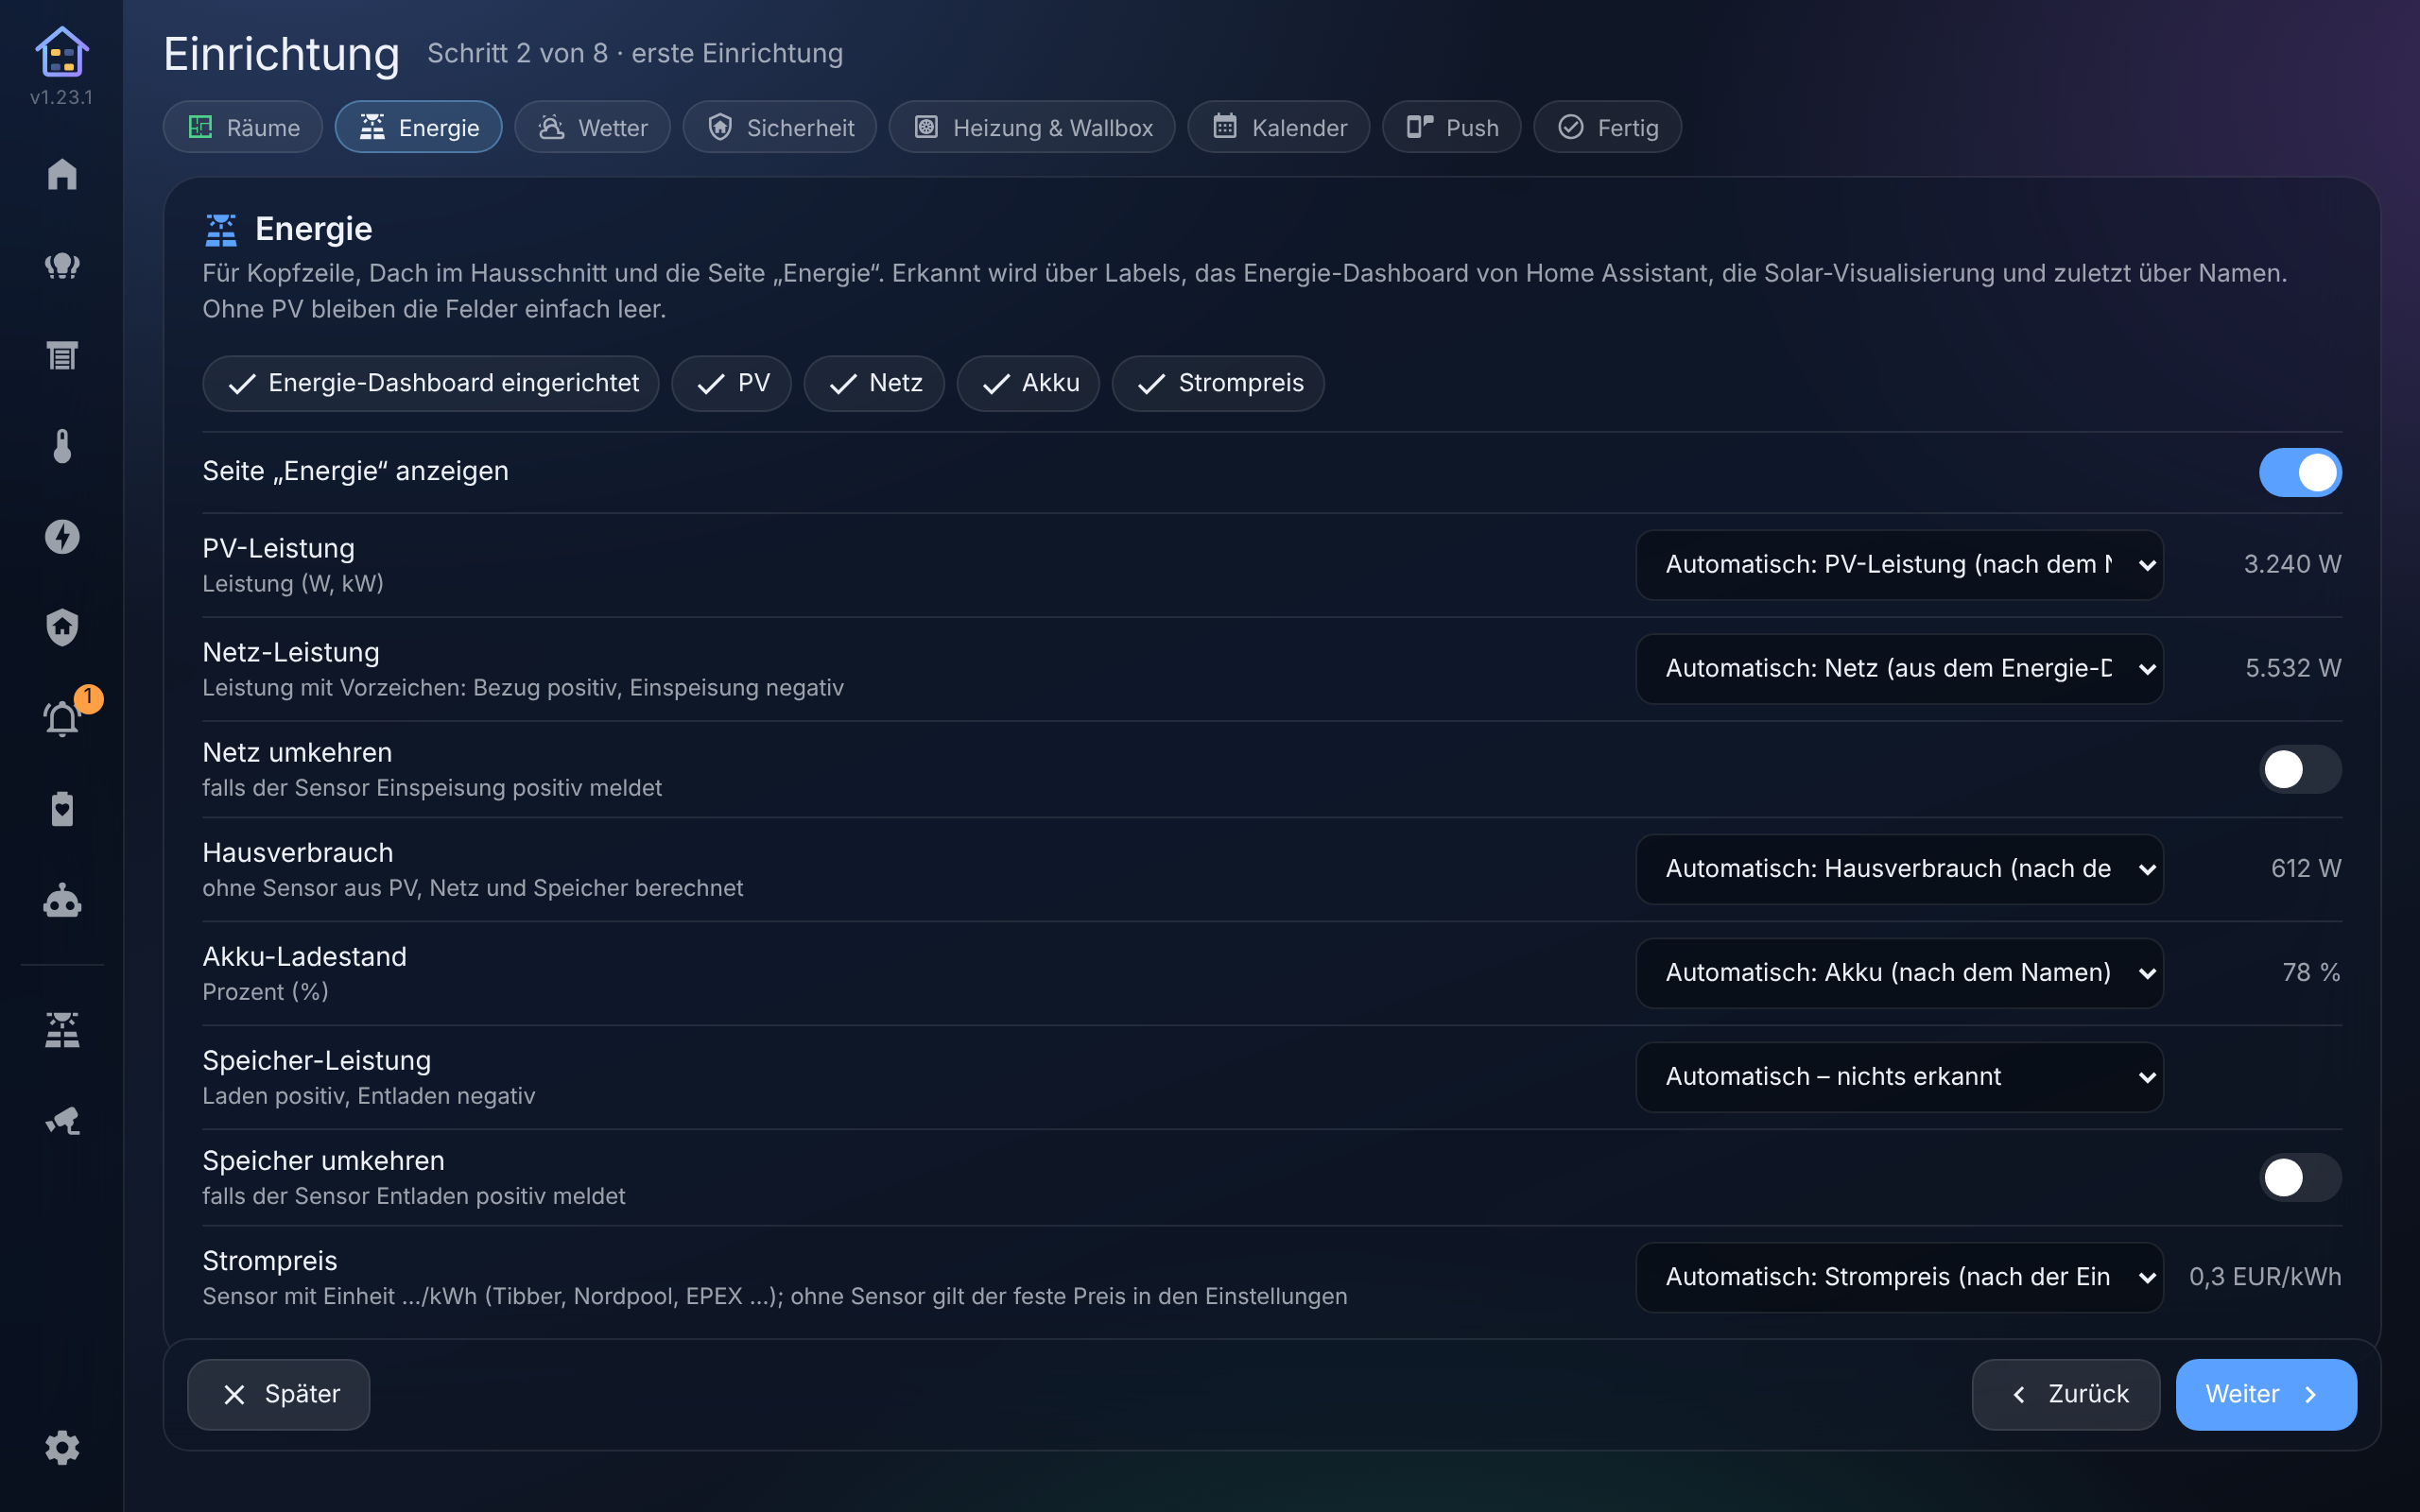 v1.23.1
Einrichtung
Schritt 2 von 8 · erste Einrichtung
Räume
Energie
Wetter
Sicherheit
Heizung & Wallbox
Kalender
Push
Fertig
Energie
Für Kopfzeile, Dach im Hausschnitt und die Seite „Energie“. Erkannt wird über Labels, das Energie-Dashboard von Home Assistant, die Solar-Visualisierung und zuletzt über Namen.
Ohne PV bleiben die Felder einfach leer.
Energie-Dashboard eingerichtet
PV
Netz
Akku
Strompreis
Seite „Energie“ anzeigen
PV-Leistung
Leistung (W, kW)
Automatisch: PV-Leistung (nach dem
3.240 W
Netz-Leistung
Leistung mit Vorzeichen: Bezug positiv, Einspeisung negativ
Automatisch: Netz (aus dem Energie-D
5.532 W
1
Netz umkehren
falls der Sensor Einspeisung positiv meldet
Hausverbrauch
ohne Sensor aus PV, Netz und Speicher berechnet
Automatisch: Hausverbrauch (nach de
612 W
Akku-Ladestand
Prozent (%)
Automatisch: Akku (nach dem Namen)
78 %
Speicher-Leistung
Laden positiv, Entladen negativ
Automatisch – nichts erkannt
Speicher umkehren
falls der Sensor Entladen positiv meldet
Strompreis
Sensor mit Einheit …/kWh (Tibber, Nordpool, EPEX …); ohne Sensor gilt der feste Preis in den Einstellungen
Automatisch: Strompreis (nach der Ein
0,3 EUR/kWh
Später
Zurück
Weiter